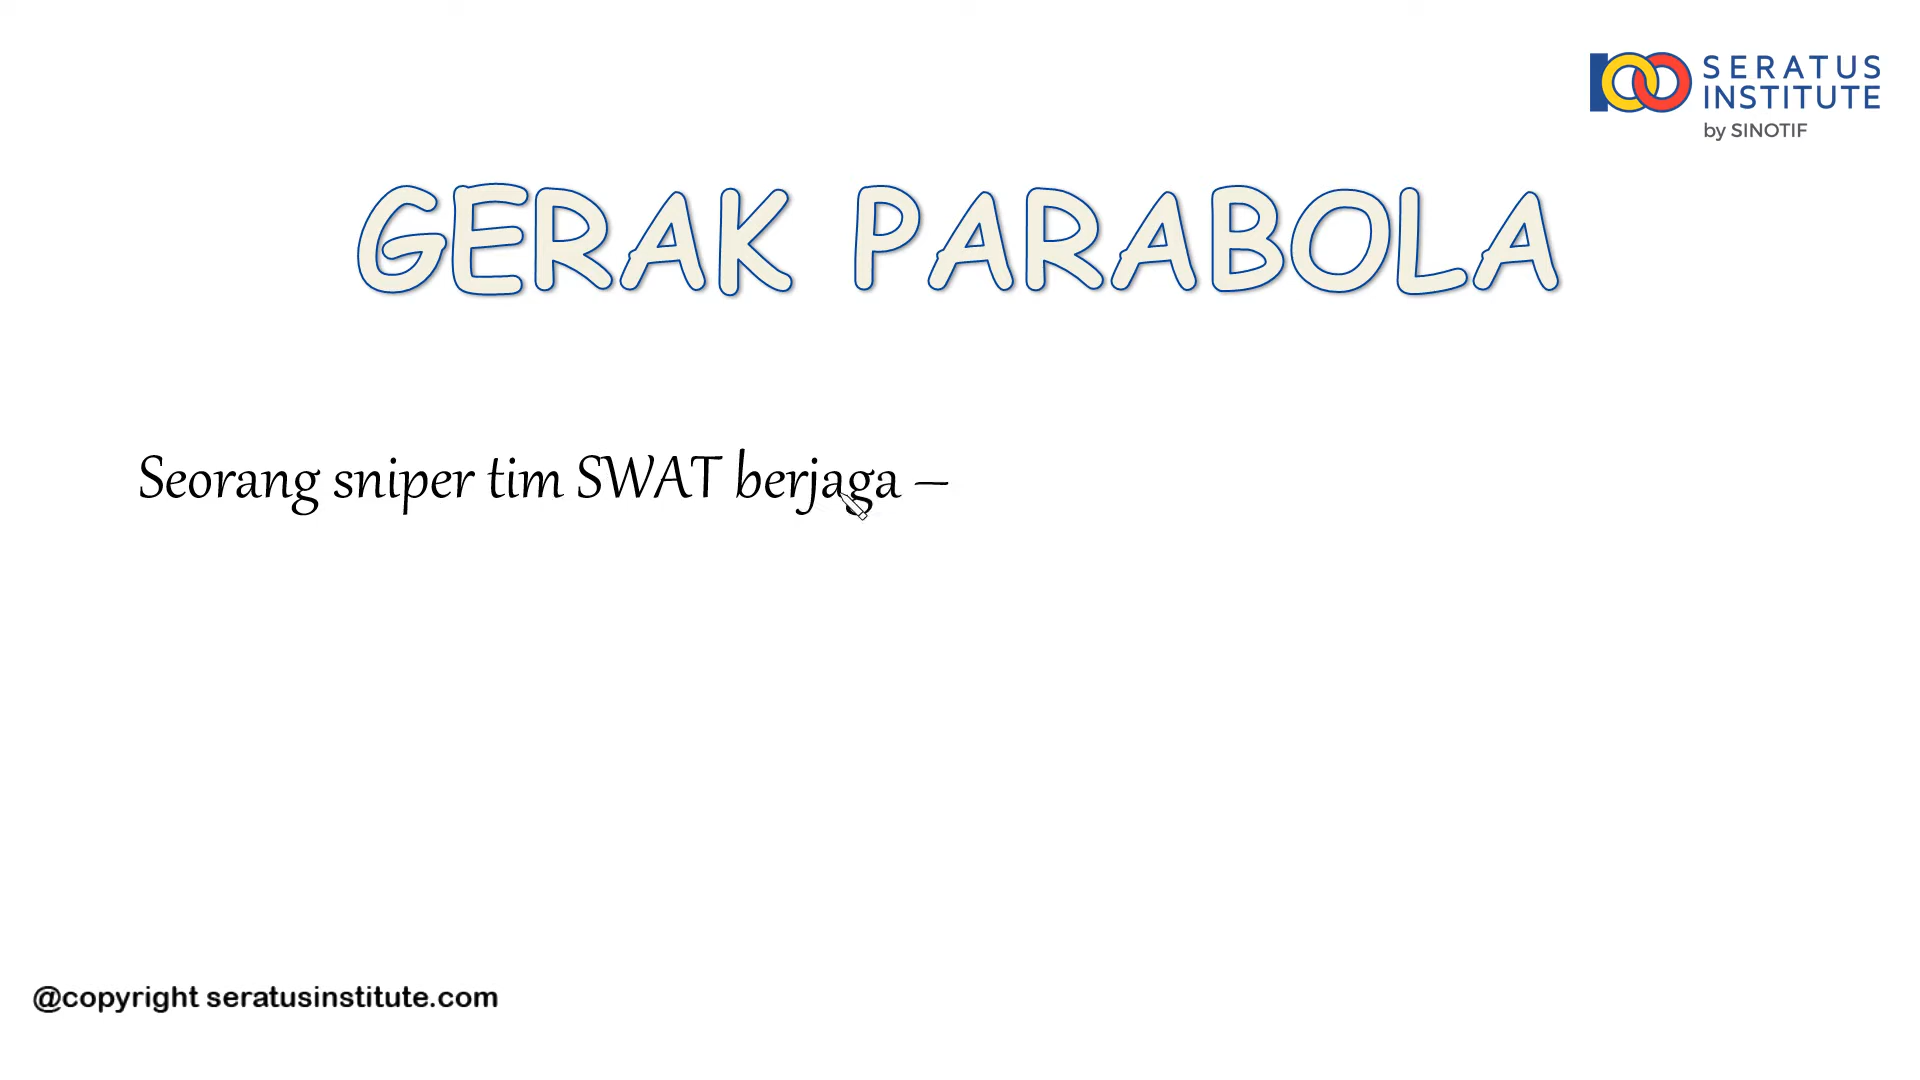 SERATUS
INSTITUTE
by SINOTIF
GERAK PARABOLA
Seorang sniper tim SWAT berjaga –
@copyright seratusinstitute.com